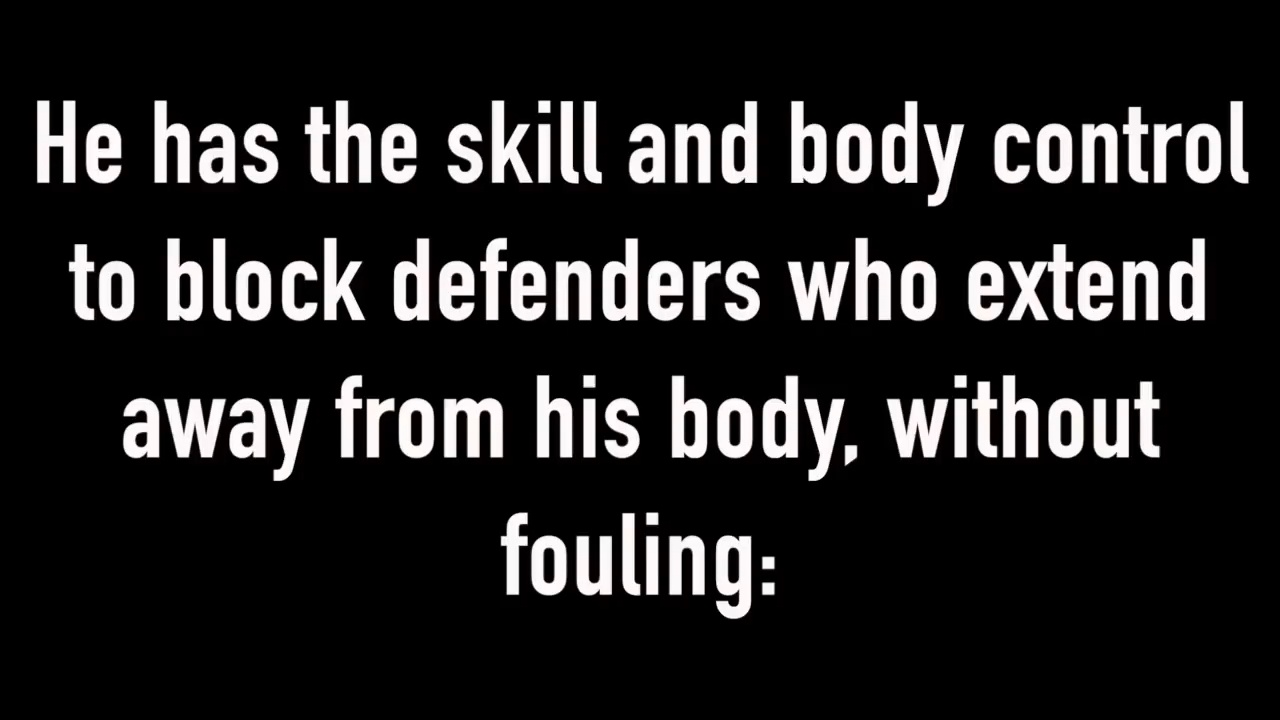 He has the skill and body control
to block defenders who extend
away from his body, without
fouling: